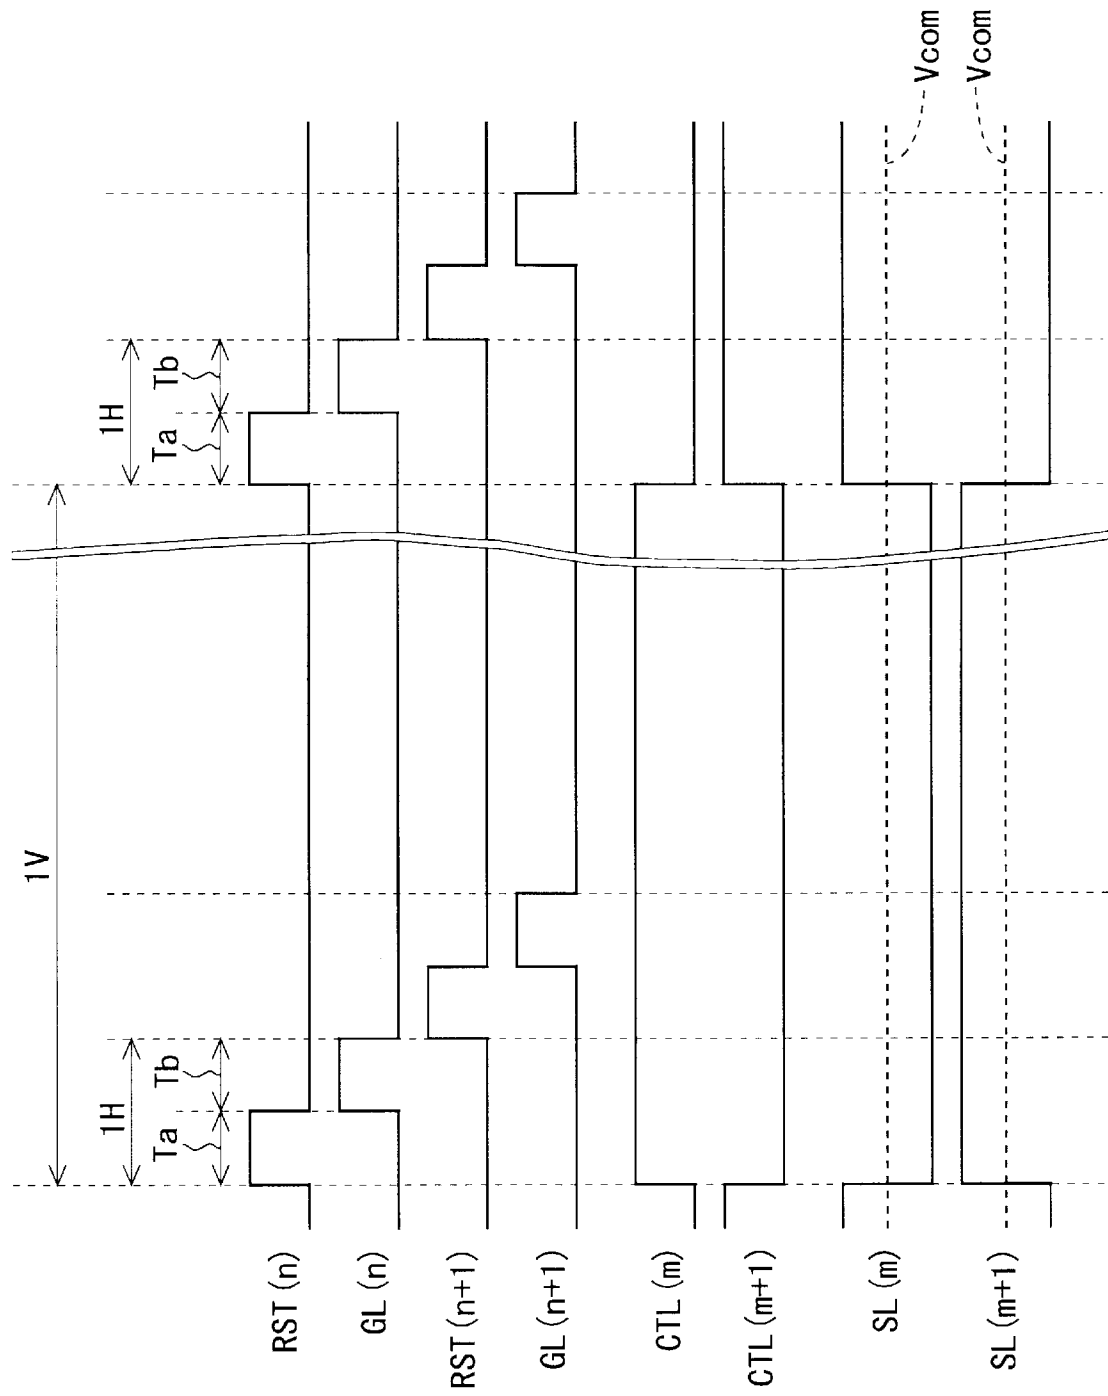 1V
1H
1H
Ta
Tb
Ta
Tb
RST(n)
GL(n)
RST(n+1)
GL(n+1)
CTL(m)
CTL(m+1)
SL(m)
Vcom
SL(m+1)
Vcom